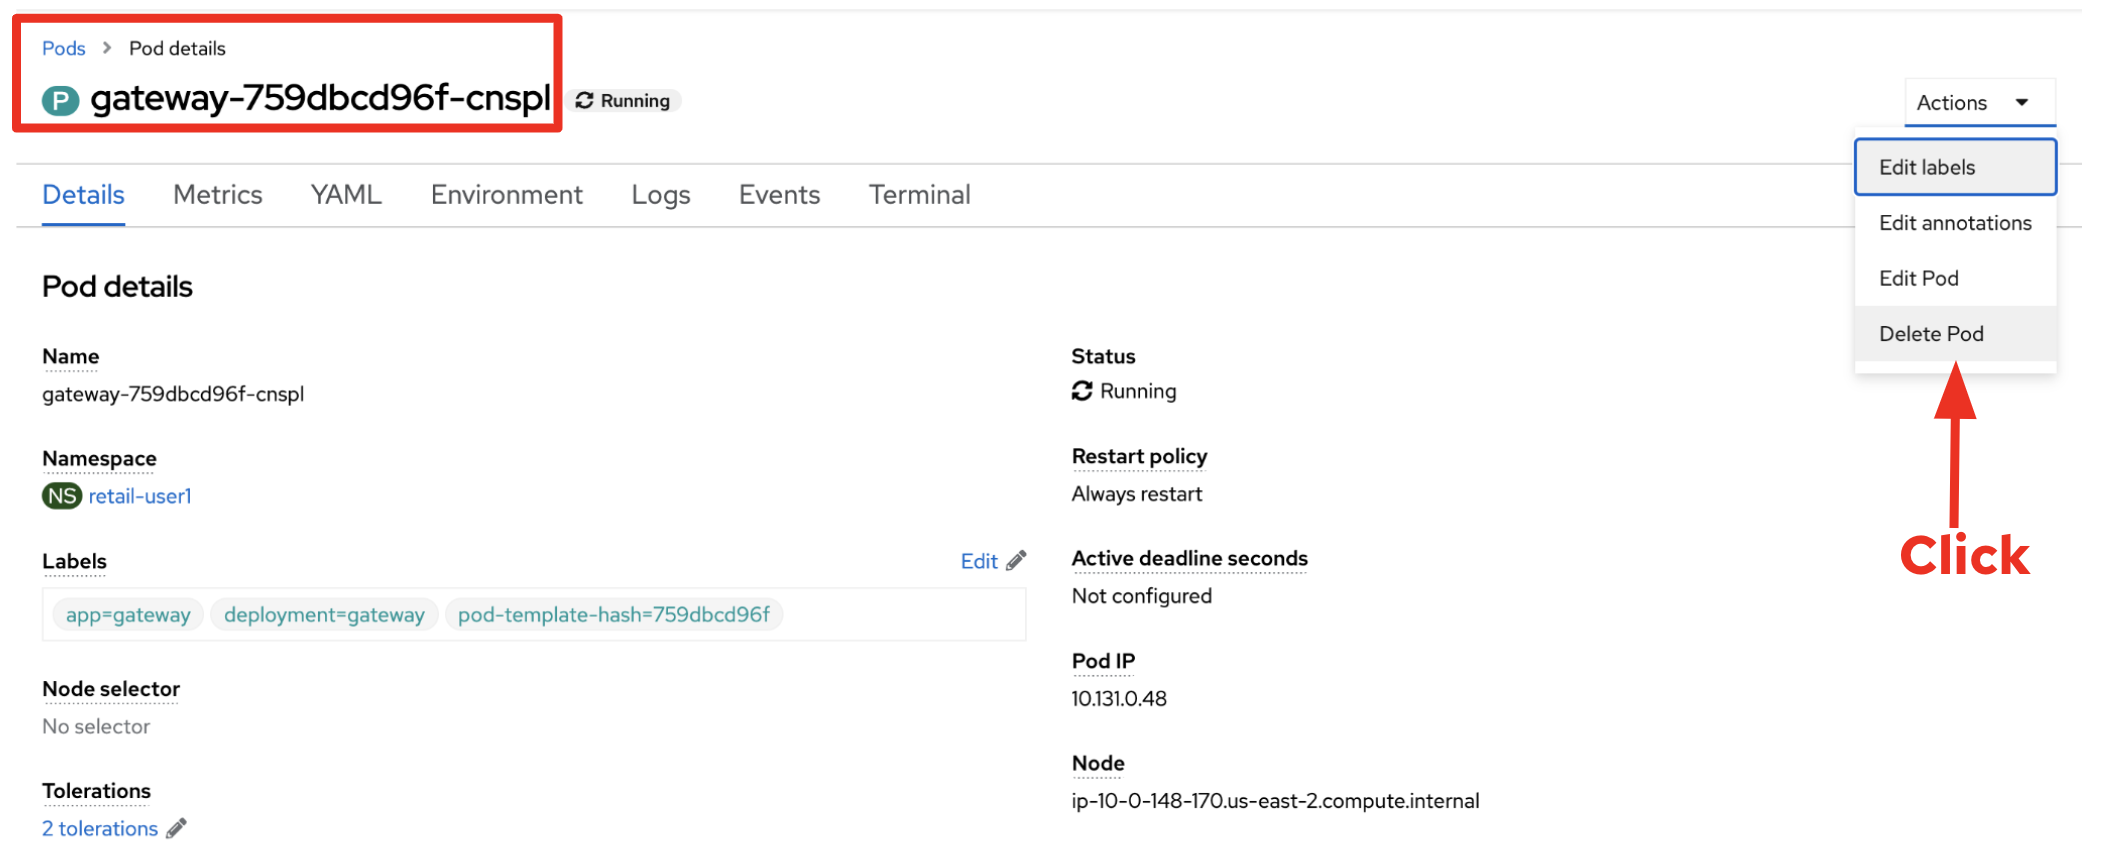 Pods > Pod details
P gateway-759dbcd96f-cnspl Running
Actions
Edit labels
Edit annotations
Edit Pod
Delete Pod
Click
Details Metrics YAML Environment Logs Events Terminal
Pod details
Name
gateway-759dbcd96f-cnspl
Namespace
NS retail-user1
Labels Edit
app=gateway deployment=gateway pod-template-hash=759dbcd96f
Node selector
No selector
Tolerations
2 tolerations
Status
Running
Restart policy
Always restart
Active deadline seconds
Not configured
Pod IP
10.131.0.48
Node
ip-10-0-148-170.us-east-2.compute.internal